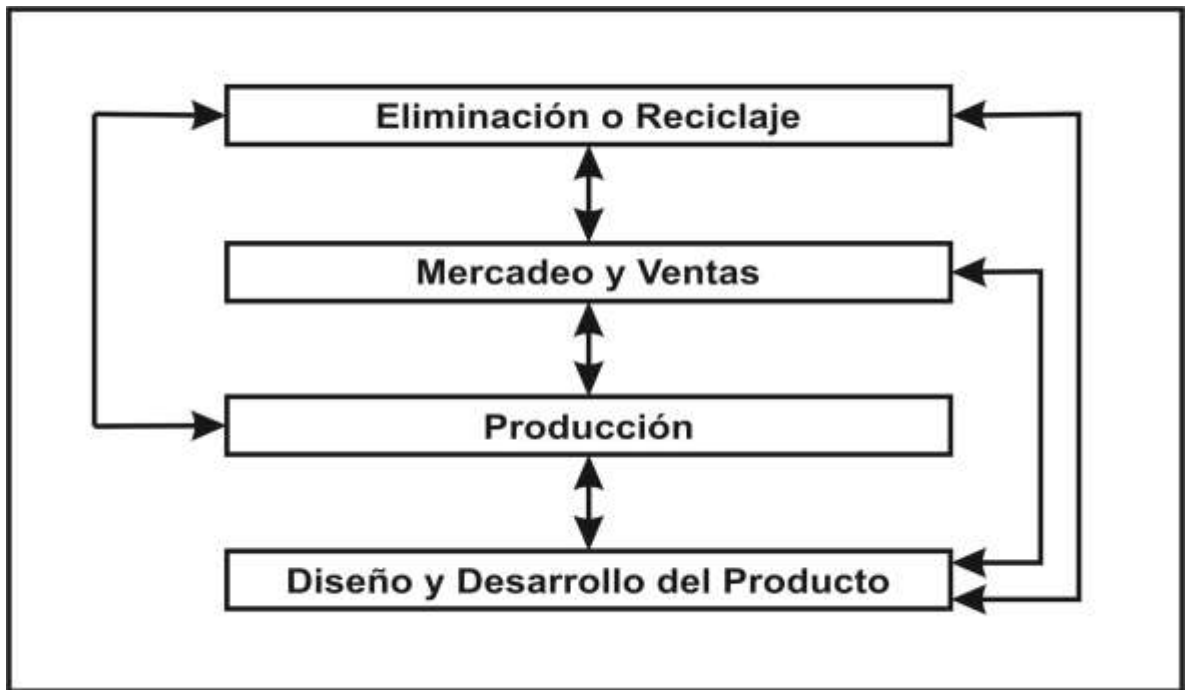 Eliminación o Reciclaje
Mercadeo y Ventas
Producción
Diseño y Desarrollo del Producto